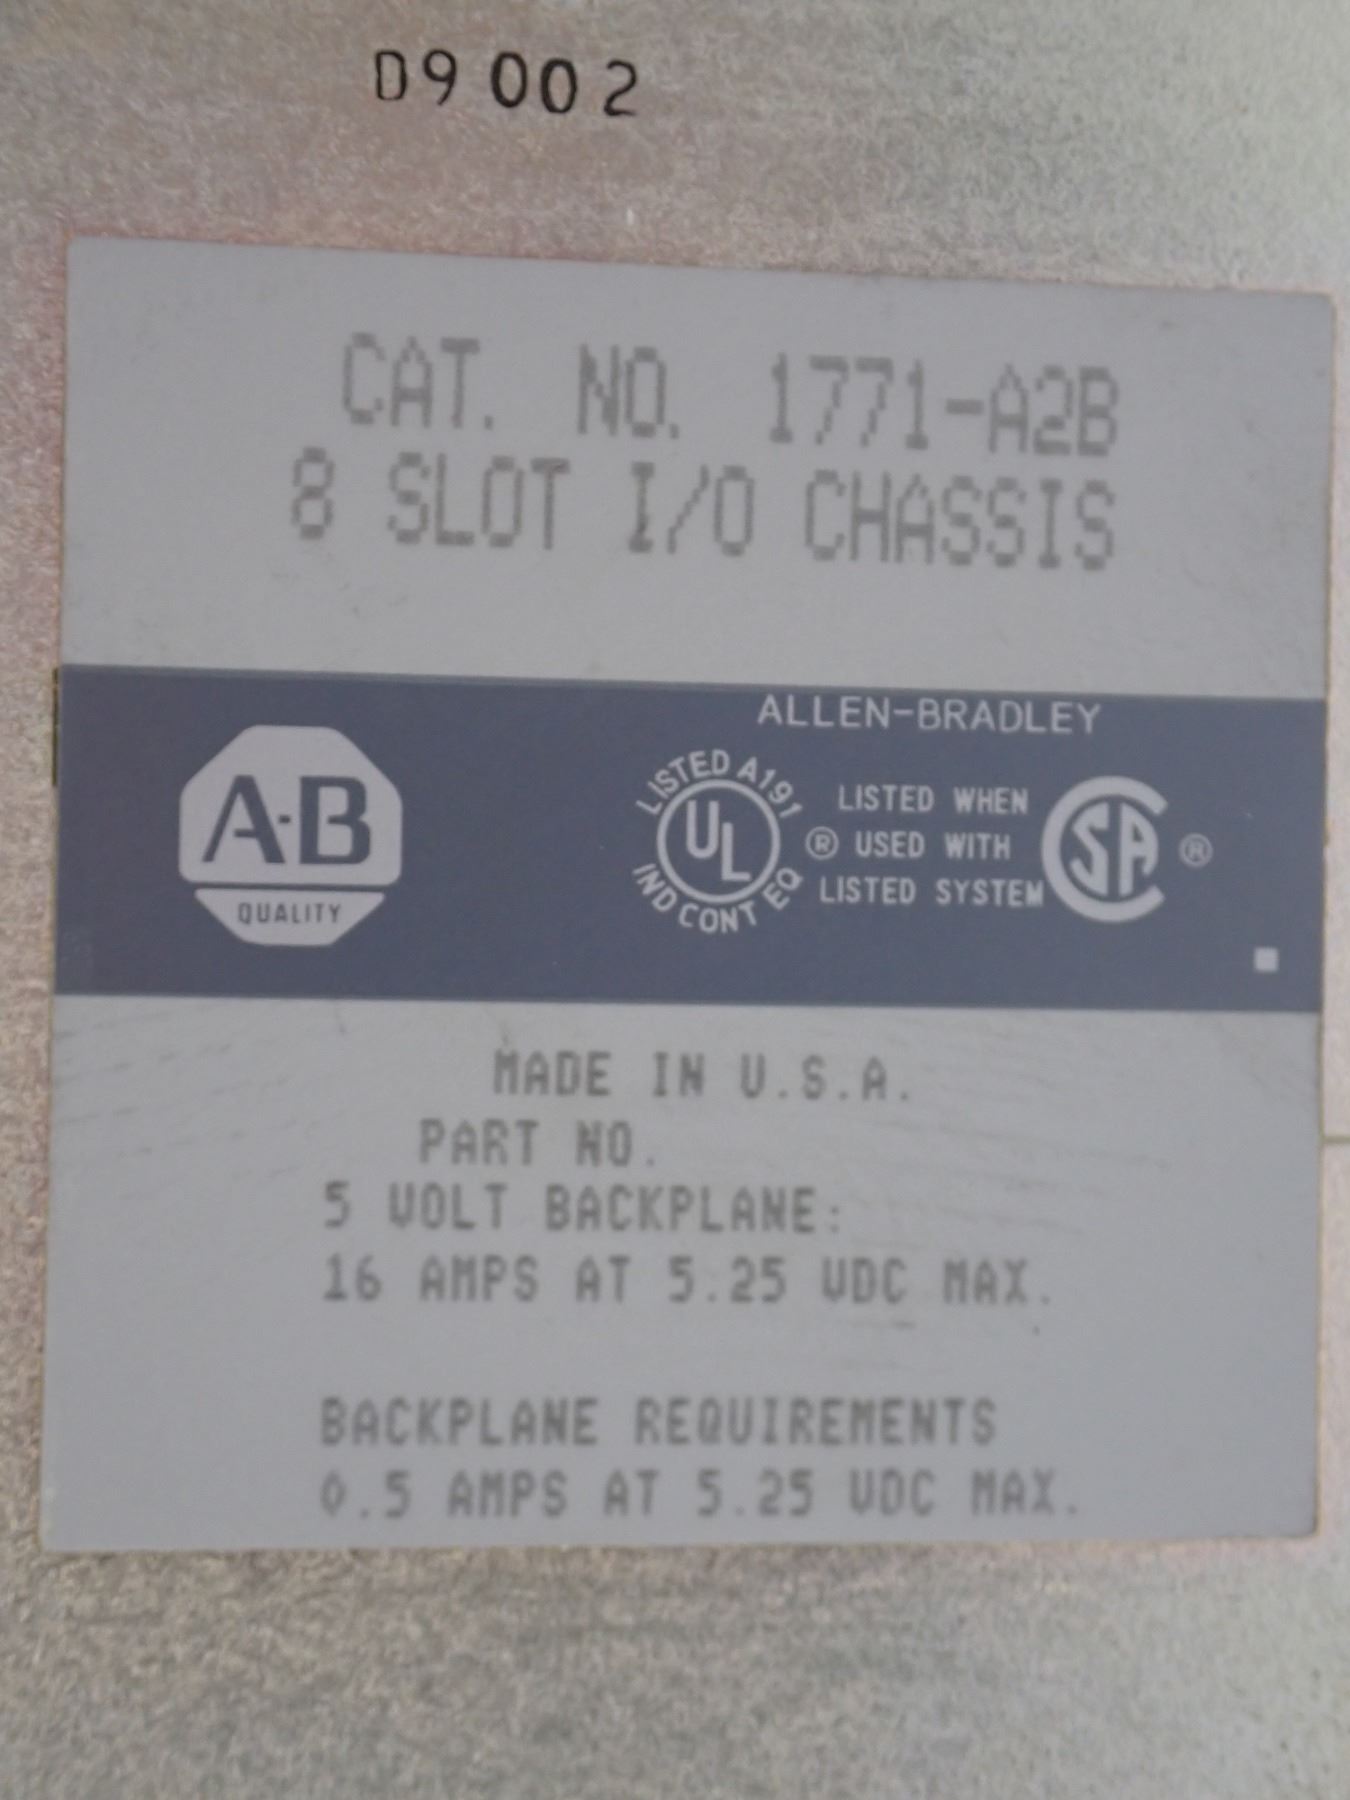 D9 002
CAT. NO. 1771-A2B
8 SLOT I/O CHASSIS
ALLEN-BRADLEY
A-B
QUALITY
LISTED A191
UL
IND CONT EQ
®
LISTED WHEN
USED WITH
LISTED SYSTEM
SA ®
MADE IN U.S.A.
PART NO.
5 VOLT BACKPLANE:
16 AMPS AT 5.25 VDC MAX.
BACKPLANE REQUIREMENTS
0.5 AMPS AT 5.25 VDC MAX.